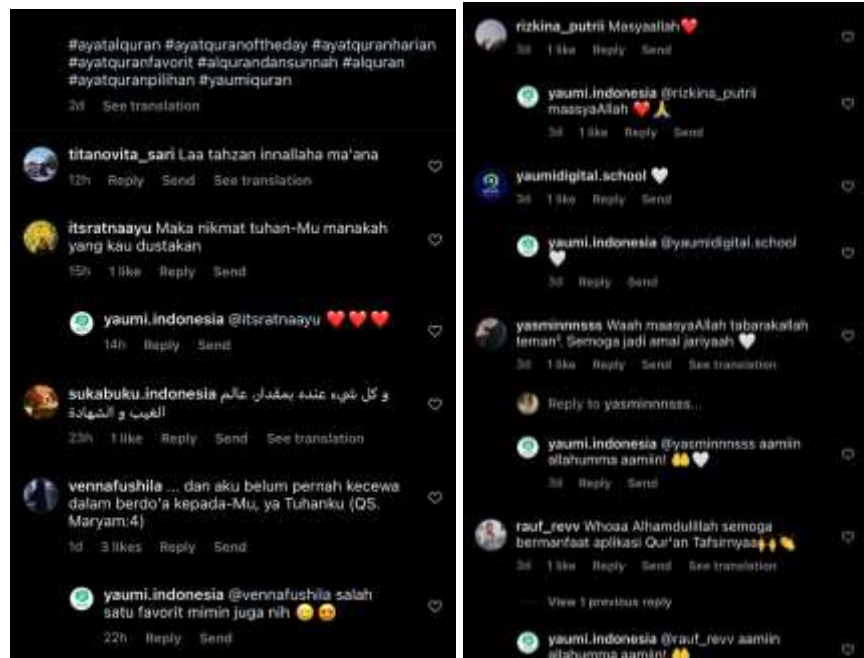 #ayatalquran #ayatquranoftheday #ayatquranharian
#ayatquranfavorit #alqurandansunnah #alquran
#ayatquranpilihan #yaumiquran
2d See translation
titanovita_sari Laa tahzan innallaha ma'ana
12h Reply Send See translation
itsratnaayu Maka nikmat tuhan-Mu manakah
yang kau dustakan
15h 1 like Reply Send
yaumi.indonesia @itsratnaayu ❤️❤️❤️
14h Reply Send
sukabuku.indonesia و كل شيء عنده بمقدار، عالم
الغيب و الشهادة
23h 1 like Reply Send See translation
vennafushila ... dan aku belum pernah kecewa
dalam berdo'a kepada-Mu, ya Tuhanku (QS.
Maryam:4)
1d 3 likes Reply Send
yaumi.indonesia @vennafushila salah
satu favorit mimin juga nih 😊😍
22h Reply Send
rizkina_putrii Masyaallah❤️
3d 1 like Reply Send
yaumi.indonesia @rizkina_putrii
maasyaAllah ❤️🙏
3d 1 like Reply Send
yaumidigital.school 🤍
3d 1 like Reply Send
yaumi.indonesia @yaumidigital.school
🤍
3d Reply Send
yasminnnsss Waah maasyaAllah tabarakallah
teman². Semoga jadi amal jariyaah 🤍
3d 1 like Reply Send See translation
Reply to yasminnnsss...
yaumi.indonesia @yasminnnsss aamiin
allahumma aamiin! 🤲🤍
3d Reply Send
rauf_revv Whoaa Alhamdulillah semoga
bermanfaat aplikasi Qur'an Tafsirnyaa🙌👏
3d 1 like Reply Send See translation
View 1 previous reply
yaumi.indonesia @rauf_revv aamiin
allahumma aamiin! 🤲